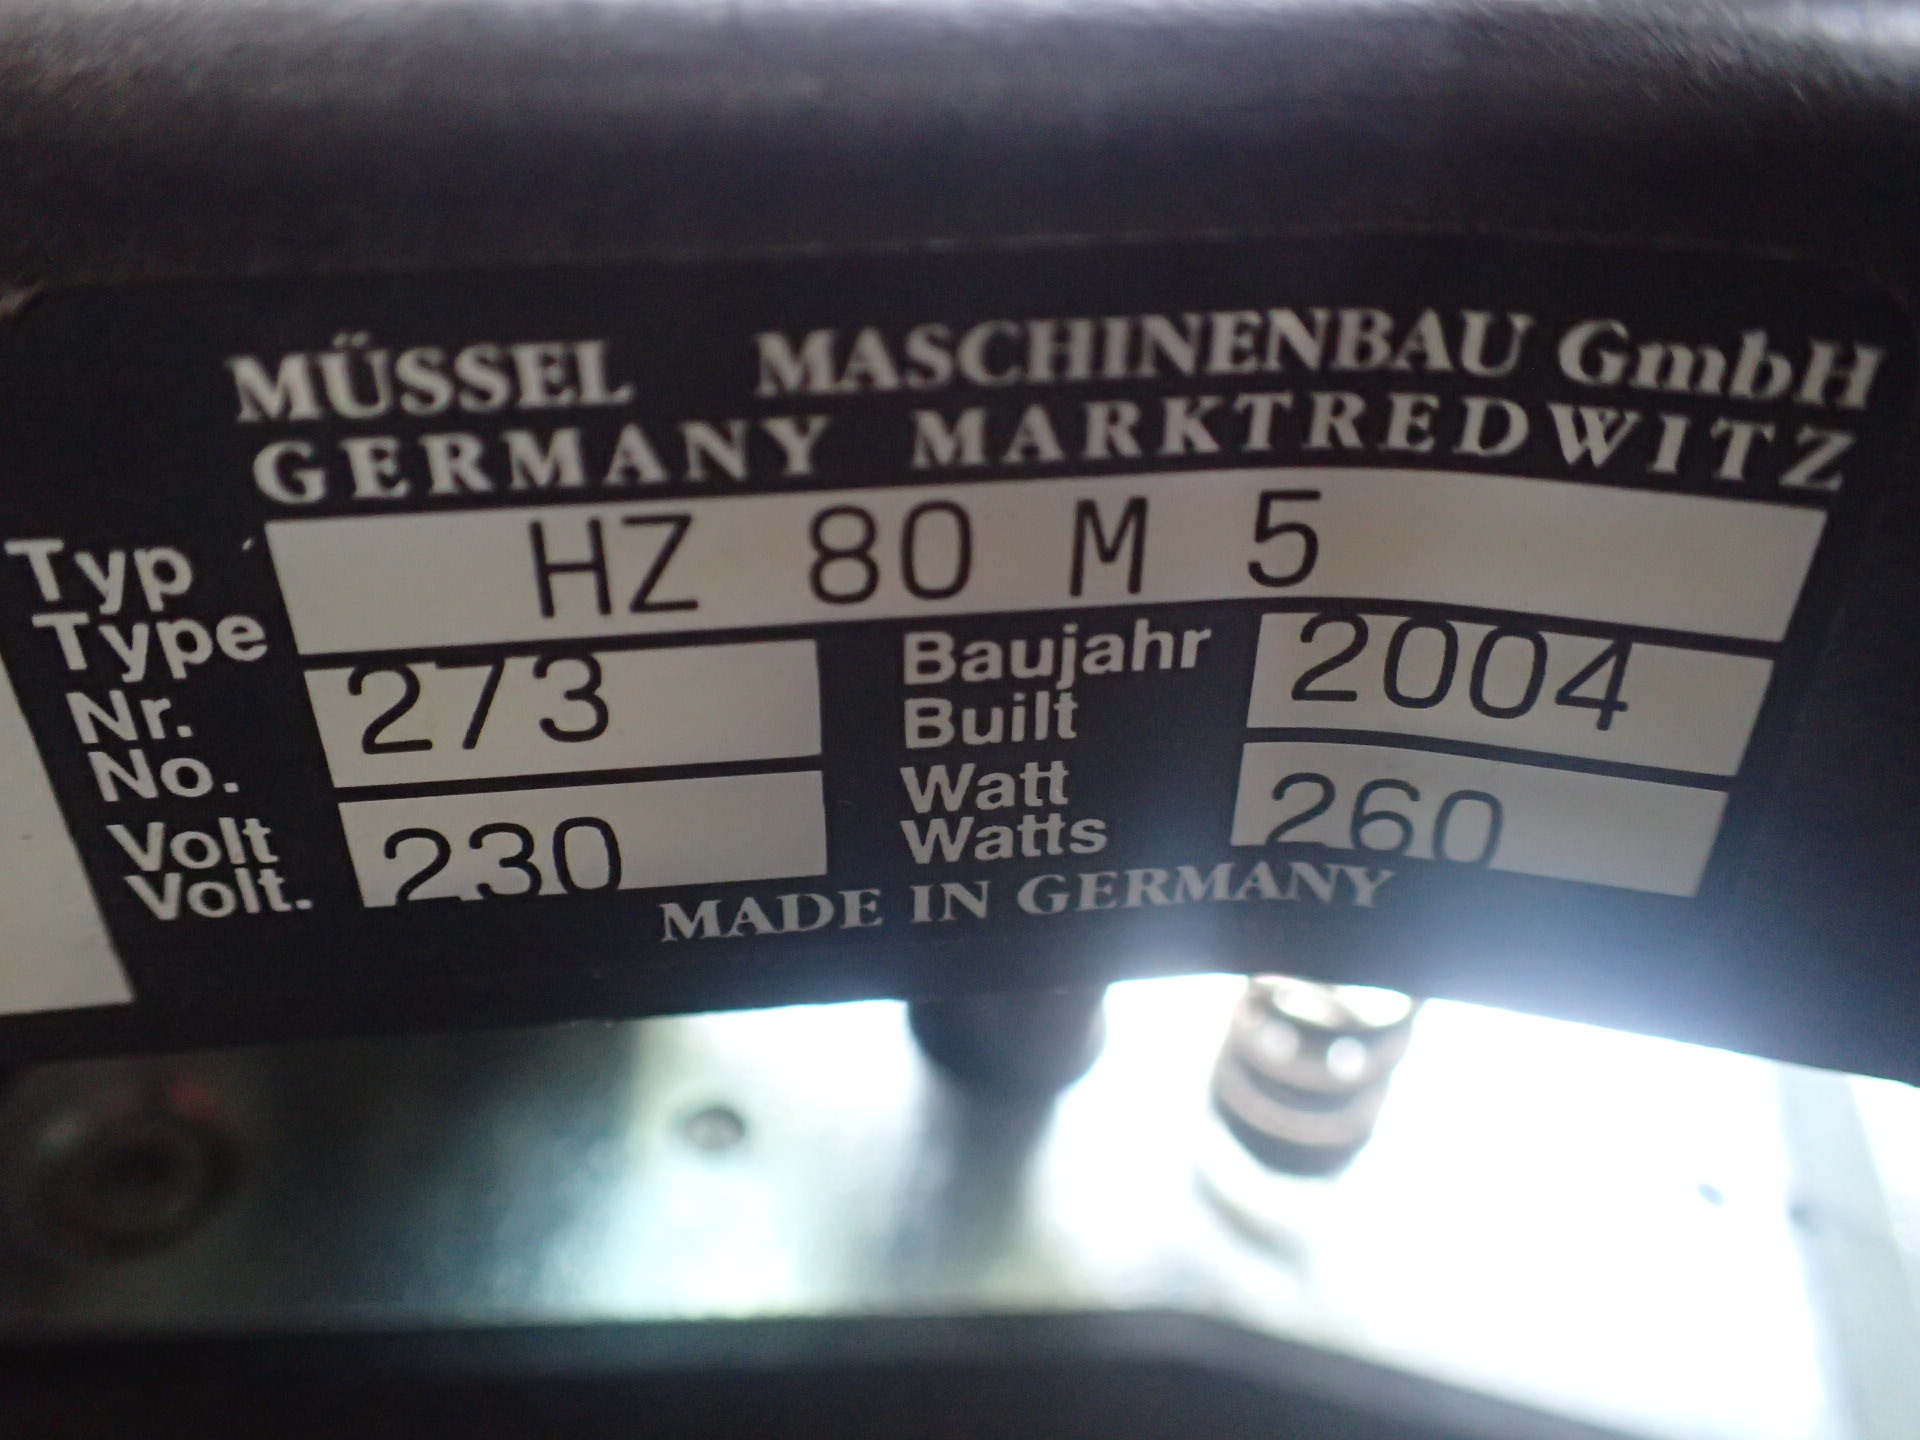 MÜSSEL MASCHINENBAU GmbH
GERMANY MARKTREDWITZ
Typ
Type HZ 80 M 5
Nr.
No. 273
Baujahr
Built 2004
Volt
Volt. 230
Watt
Watts 260
MADE IN GERMANY